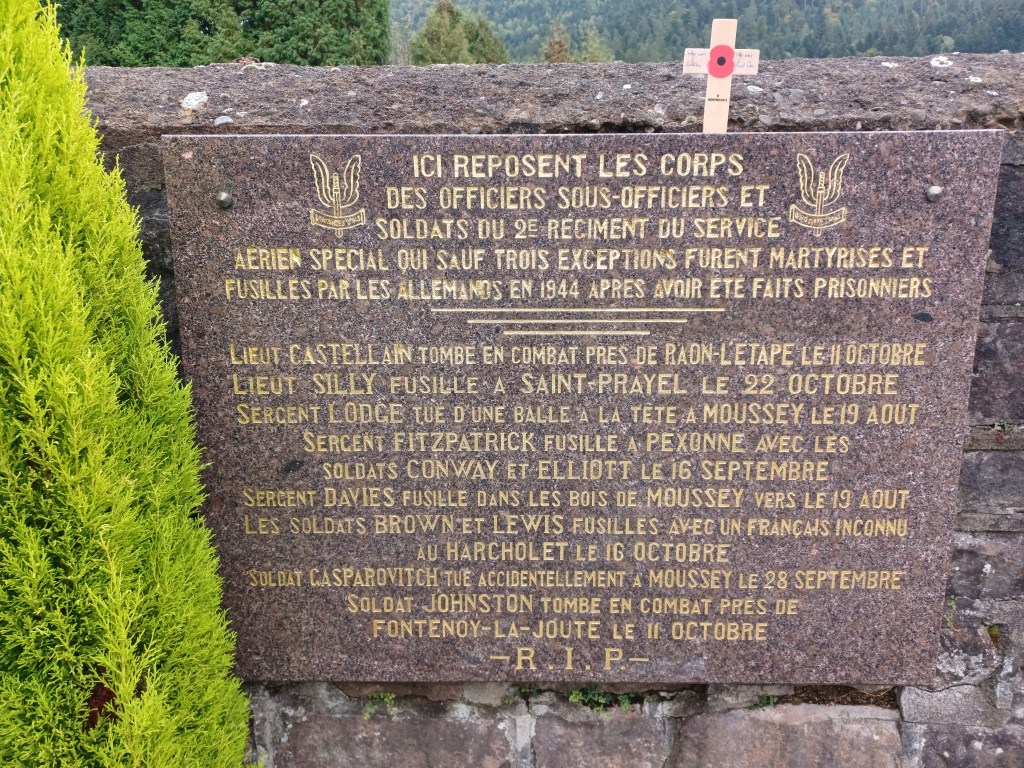 ICI REPOSENT LES CORPS
DES OFFICIERS SOUS-OFFICIERS ET
SOLDATS DU 2E REGIMENT DU SERVICE
AERIEN SPECIAL QUI SAUF TROIS EXCEPTIONS FURENT MARTYRISES ET
FUSILLES PAR LES ALLEMANDS EN 1944 APRES AVOIR ETE FAITS PRISONNIERS
LIEUT CASTELLAIN TOMBE EN COMBAT PRES DE RAON-L'ETAPE LE 11 OCTOBRE
LIEUT SILLY FUSILLE A SAINT-PRAYEL LE 22 OCTOBRE
SERGENT LODGE TUE D'UNE BALLE A LA TETE A MOUSSEY LE 19 AOUT
SERGENT FITZPATRICK FUSILLE A PEXONNE AVEC LES
SOLDATS CONWAY ET ELLIOTT LE 16 SEPTEMBRE
SERGENT DAVIES FUSILLE DANS LES BOIS DE MOUSSEY VERS LE 19 AOUT
LES SOLDATS BROWN ET LEWIS FUSILLES AVEC UN FRANÇAIS INCONNU
AU HARCHOLET LE 16 OCTOBRE
SOLDAT GASPAROVITCH TUE ACCIDENTELLEMENT A MOUSSEY LE 28 SEPTEMBRE
SOLDAT JOHNSTON TOMBE EN COMBAT PRES DE
FONTENOY-LA-JOUTE LE 11 OCTOBRE
—R.I.P.—